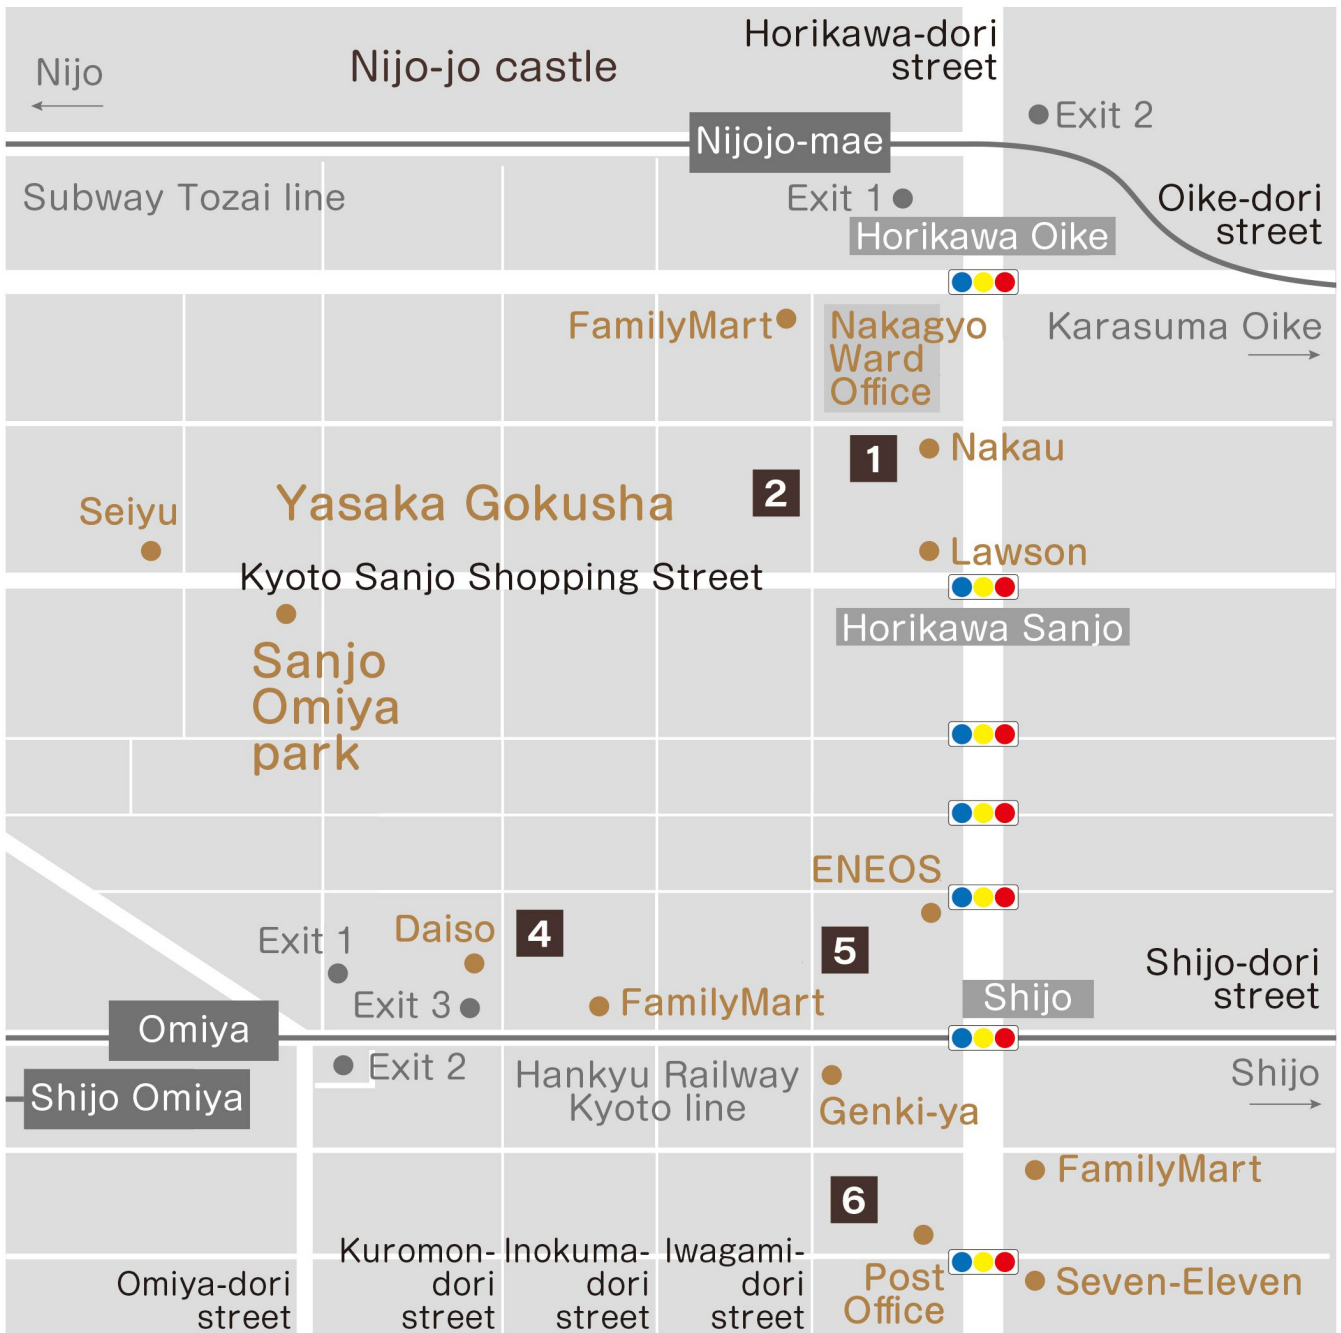 Horikawa-dori
street
Nijo
Nijo-jo castle
Exit 2
Nijojo-mae
Subway Tozai line
Exit 1
Oike-dori
street
Horikawa Oike
FamilyMart
Nakagyo
Ward
Office
Karasuma Oike
1
Nakau
2
Yasaka Gokusha
Seiyu
Lawson
Kyoto Sanjo Shopping Street
Horikawa Sanjo
Sanjo
Omiya
park
ENEOS
Exit 1
Daiso
4
5
Shijo-dori
street
Exit 3
FamilyMart
Shijo
Omiya
Exit 2
Hankyu Railway
Kyoto line
Shijo
Shijo Omiya
Genki-ya
FamilyMart
6
Omiya-dori
street
Kuromon-
dori
street
Inokuma-
dori
street
Iwagami-
dori
street
Post
Office
Seven-Eleven